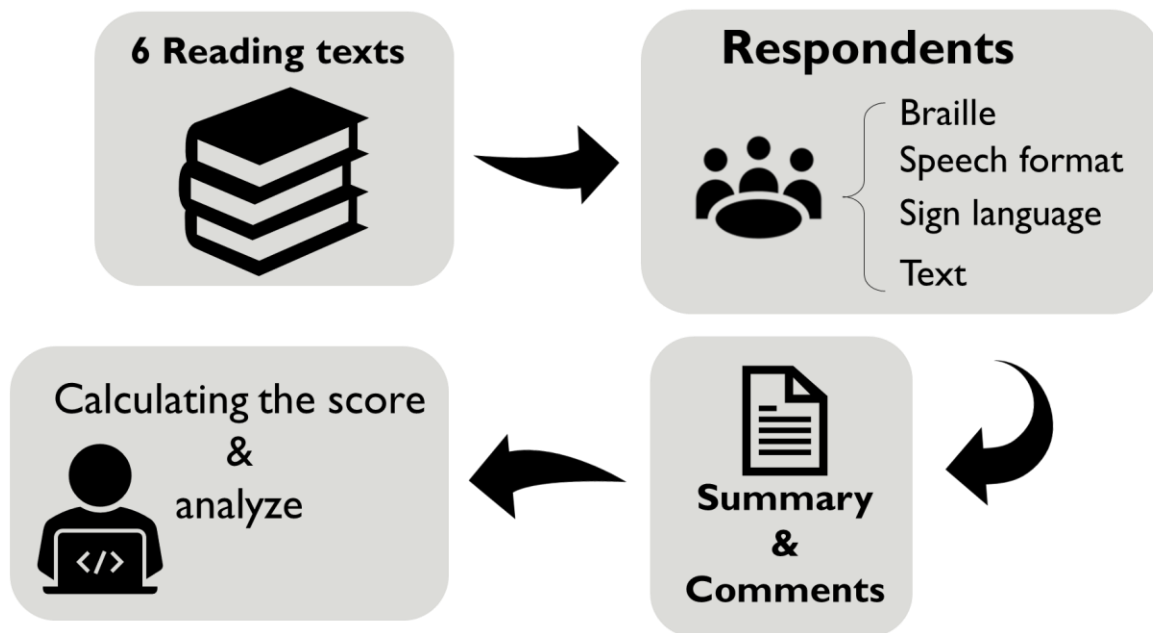 6 Reading texts
Respondents
Braille
Speech format
Sign language
Text
Summary
&
Comments
Calculating the score
&
analyze
</>